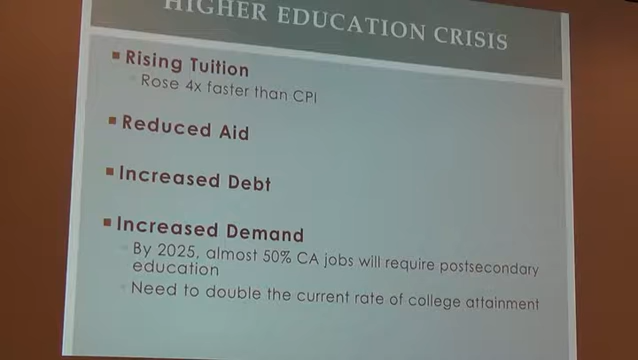 HIGHER EDUCATION CRISIS
Rising Tuition
Rose 4x faster than CPI
Reduced Aid
Increased Debt
Increased Demand
By 2025, almost 50% CA jobs will require postsecondary
education
Need to double the current rate of college attainment